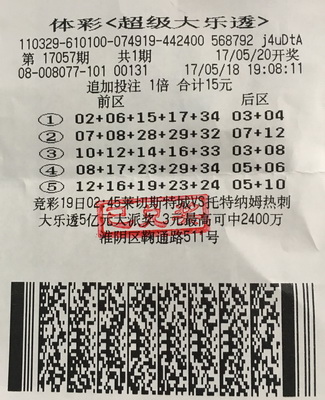 体彩<超级大乐透>
110329-610100-074919-442400 568792 j4uDtA
第 17057期 共1期 17/05/20开奖
08-008077-101 00131 17/05/18 19:08:11
追加投注 1倍 合计15元
前区 后区
① 02+06+15+17+34 03+04
② 07+08+28+29+32 07+12
③ 10+12+14+16+33 03+08
④ 08+17+23+29+34 05+06
⑤ 12+16+19+23+24 05+10
竞彩19日02:45莱切斯特城VS托特纳姆热刺
大乐透5亿元大派奖 3元最高可中2400万
淮阴区鞠通路511号